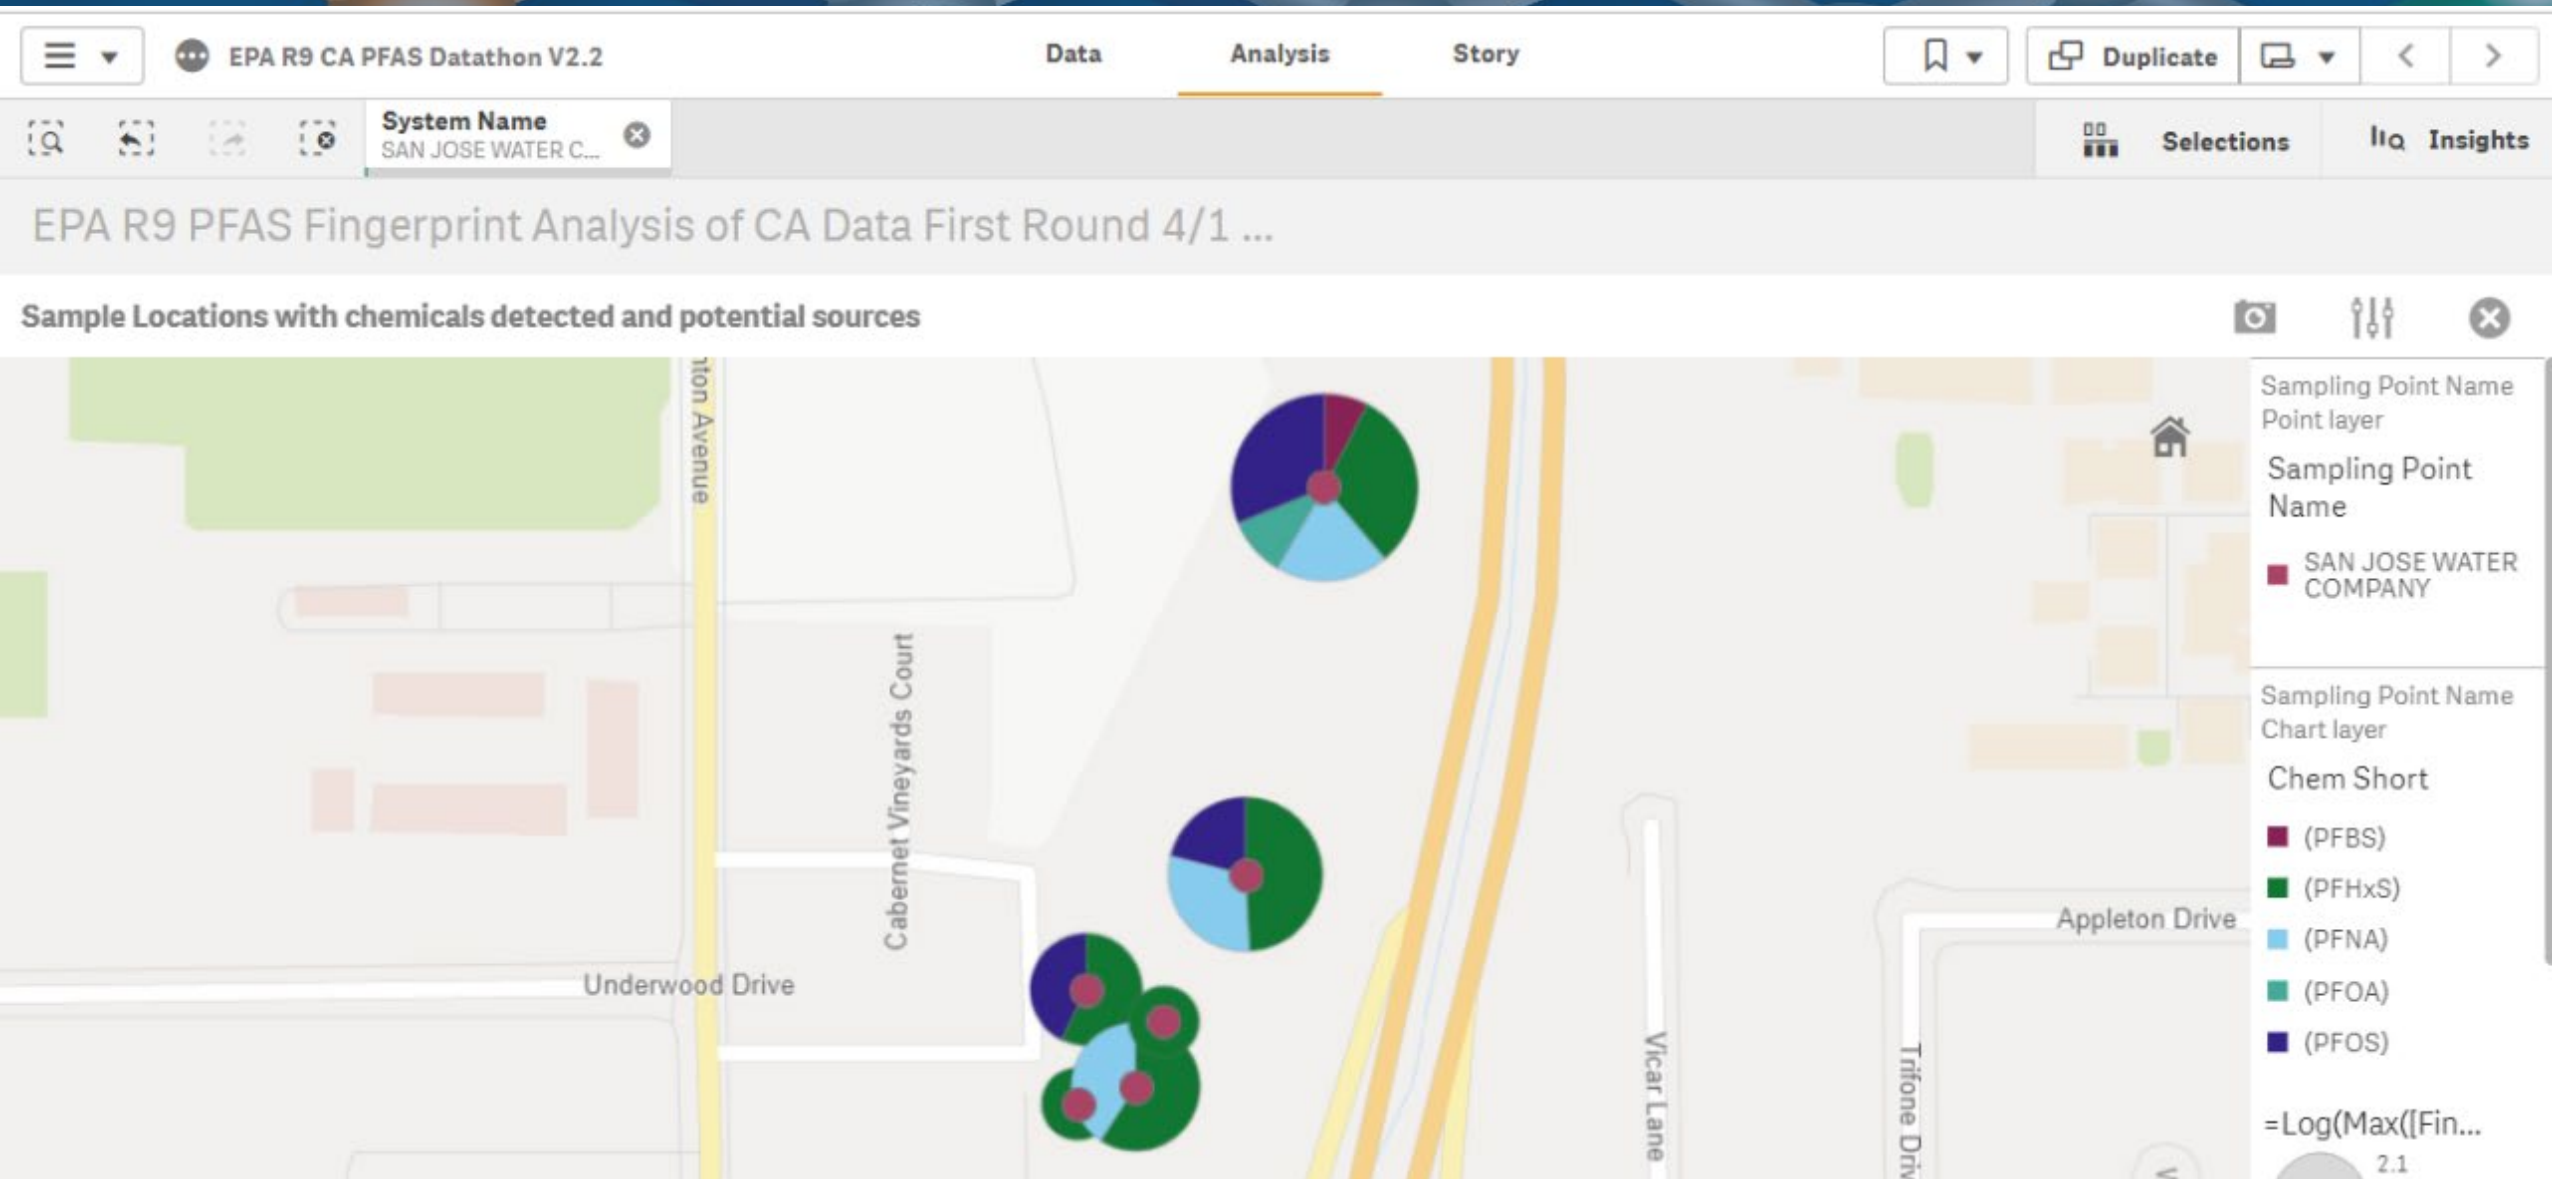 EPA R9 CA PFAS Datathon V2.2
Data
Analysis
Story
Duplicate
System Name
SAN JOSE WATER C...
Selections
Insights
EPA R9 PFAS Fingerprint Analysis of CA Data First Round 4/1 ...
Sample Locations with chemicals detected and potential sources
nton Avenue
Cabernet Vineyards Court
Underwood Drive
Vicar Lane
Appleton Drive
Trifone Driv
Sampling Point Name
Point layer
Sampling Point
Name
SAN JOSE WATER
COMPANY
Sampling Point Name
Chart layer
Chem Short
(PFBS)
(PFHxS)
(PFNA)
(PFOA)
(PFOS)
=Log(Max([Fin...
2.1